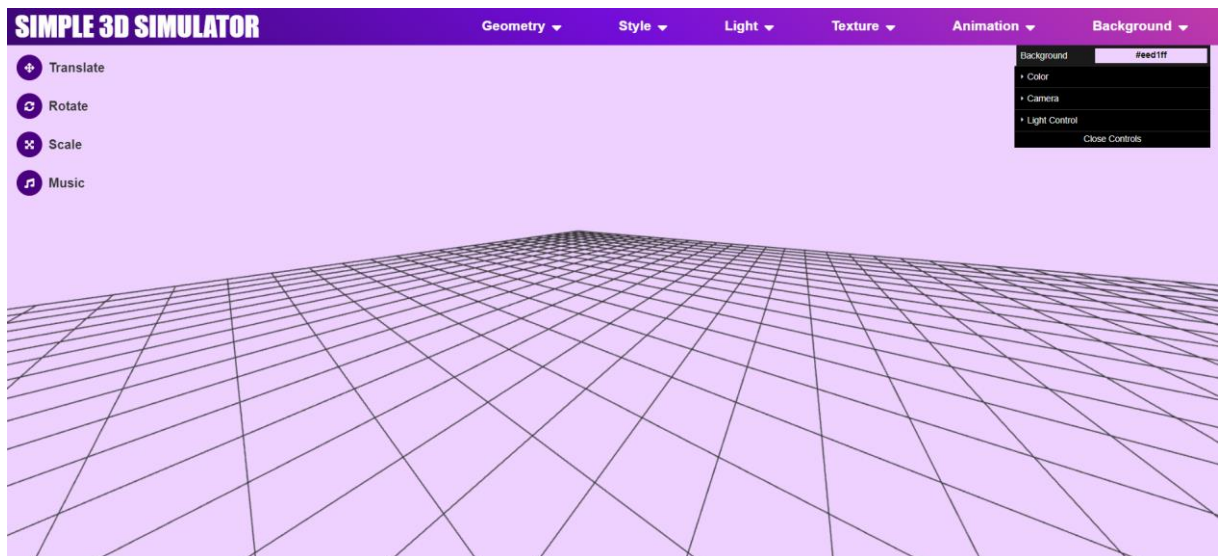 SIMPLE 3D SIMULATOR Geometry Style Light Texture Animation Background
Translate
Rotate
Scale
Music
Background #eed1ff
Color
Camera
Light Control
Close Controls